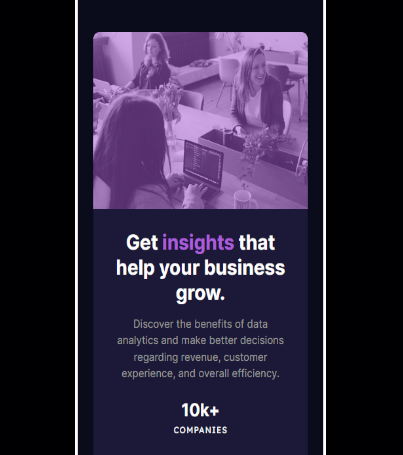 Get insights that
help your business
grow.
Discover the benefits of data
analytics and make better decisions
regarding revenue, customer
experience, and overall efficiency.
10k+
COMPANIES